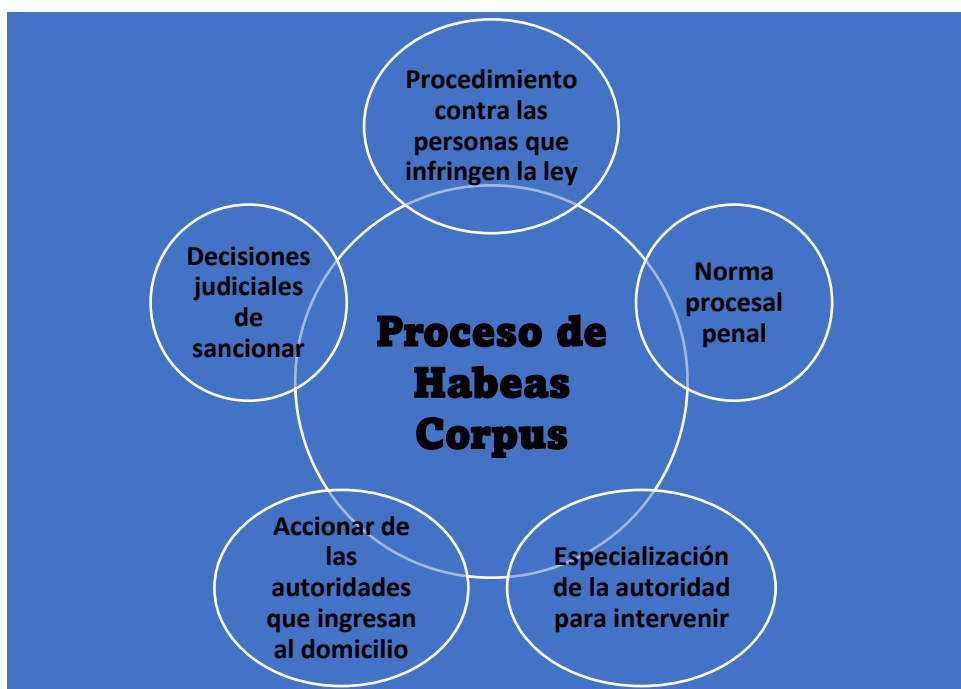 Procedimiento
contra las
personas que
infringen la ley
Decisiones
judiciales
de
sancionar
Norma
procesal
penal
Proceso de
Habeas
Corpus
Accionar de
las
autoridades
que ingresan
al domicilio
Especialización
de la autoridad
para intervenir